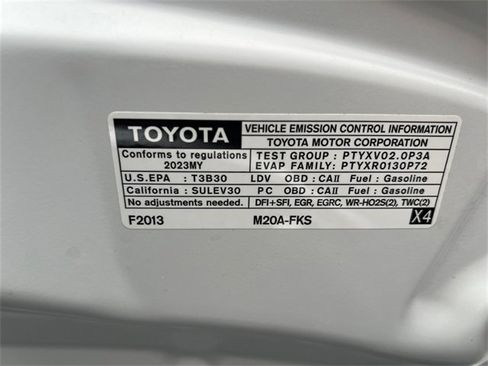 TOYOTA VEHICLE EMISSION CONTROL INFORMATION
TOYOTA MOTOR CORPORATION
Conforms to regulations TEST GROUP : PTYXV02.0P3A
2023MY EVAP FAMILY: PTYXR0130P72
U.S.EPA : T3B30 LDV OBD : CAII Fuel : Gasoline
California : SULEV30 PC OBD : CAII Fuel : Gasoline
No adjustments needed. DFI+SFI, EGR, EGRC, WR-HO2S(2), TWC(2)
F2013 M20A-FKS X4